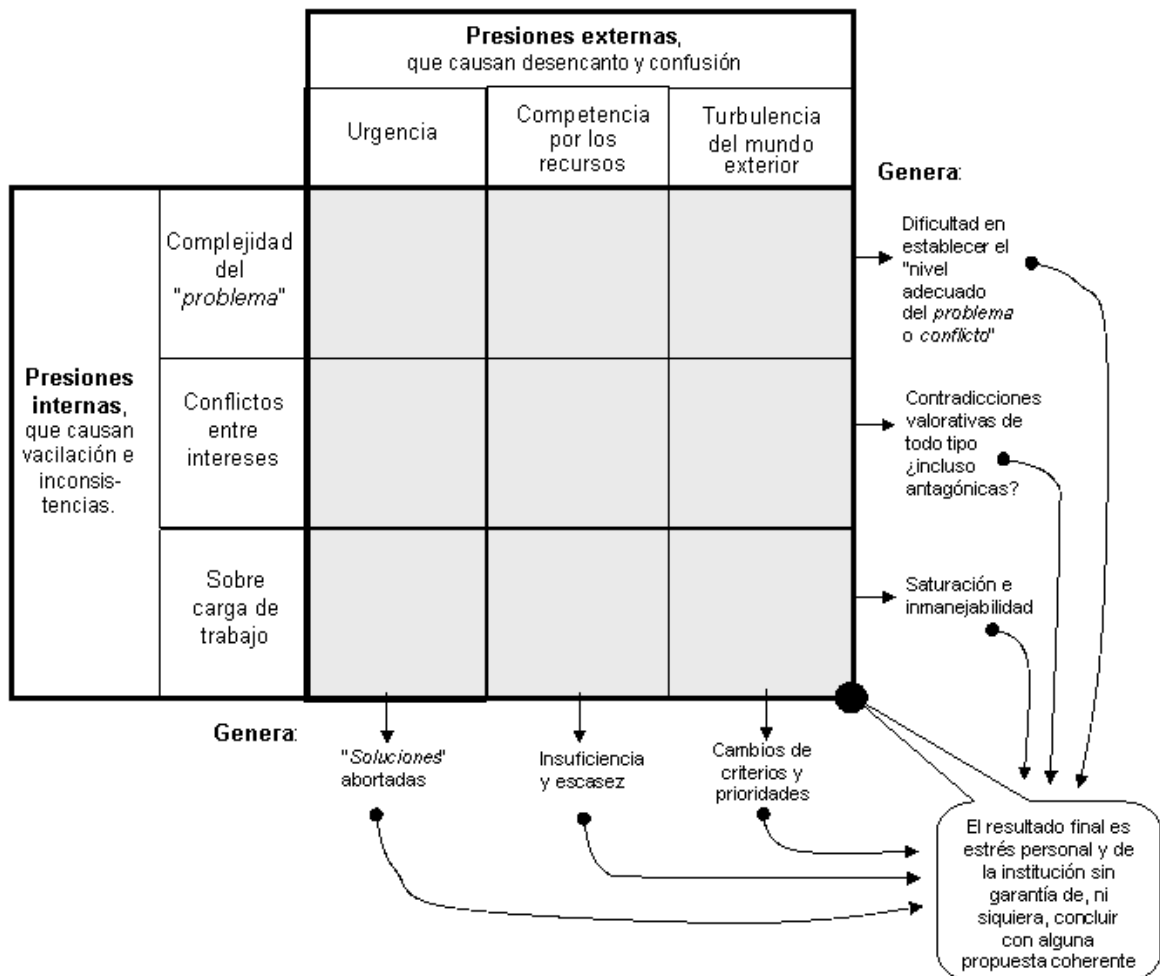 Presiones externas,
que causan desencanto y confusión
Urgencia
Competencia
por los
recursos
Turbulencia
del mundo
exterior
Genera:
Presiones
internas,
que causan
vacilación e
inconsis-
tencias.
Complejidad
del
"problema"
Dificultad en
establecer el
"nivel
adecuado
del problema
o conflicto"
Conflictos
entre
intereses
Contradicciones
valorativas de
todo tipo
¿incluso
antagónicas?
Sobre
carga de
trabajo
Saturación e
inmanejabilidad
Genera:
"Soluciones"
abortadas
Insuficiencia
y escasez
Cambios de
criterios y
prioridades
El resultado final es
estrés personal y de
la institución sin
garantía de, ni
siquiera, concluir
con alguna
propuesta coherente